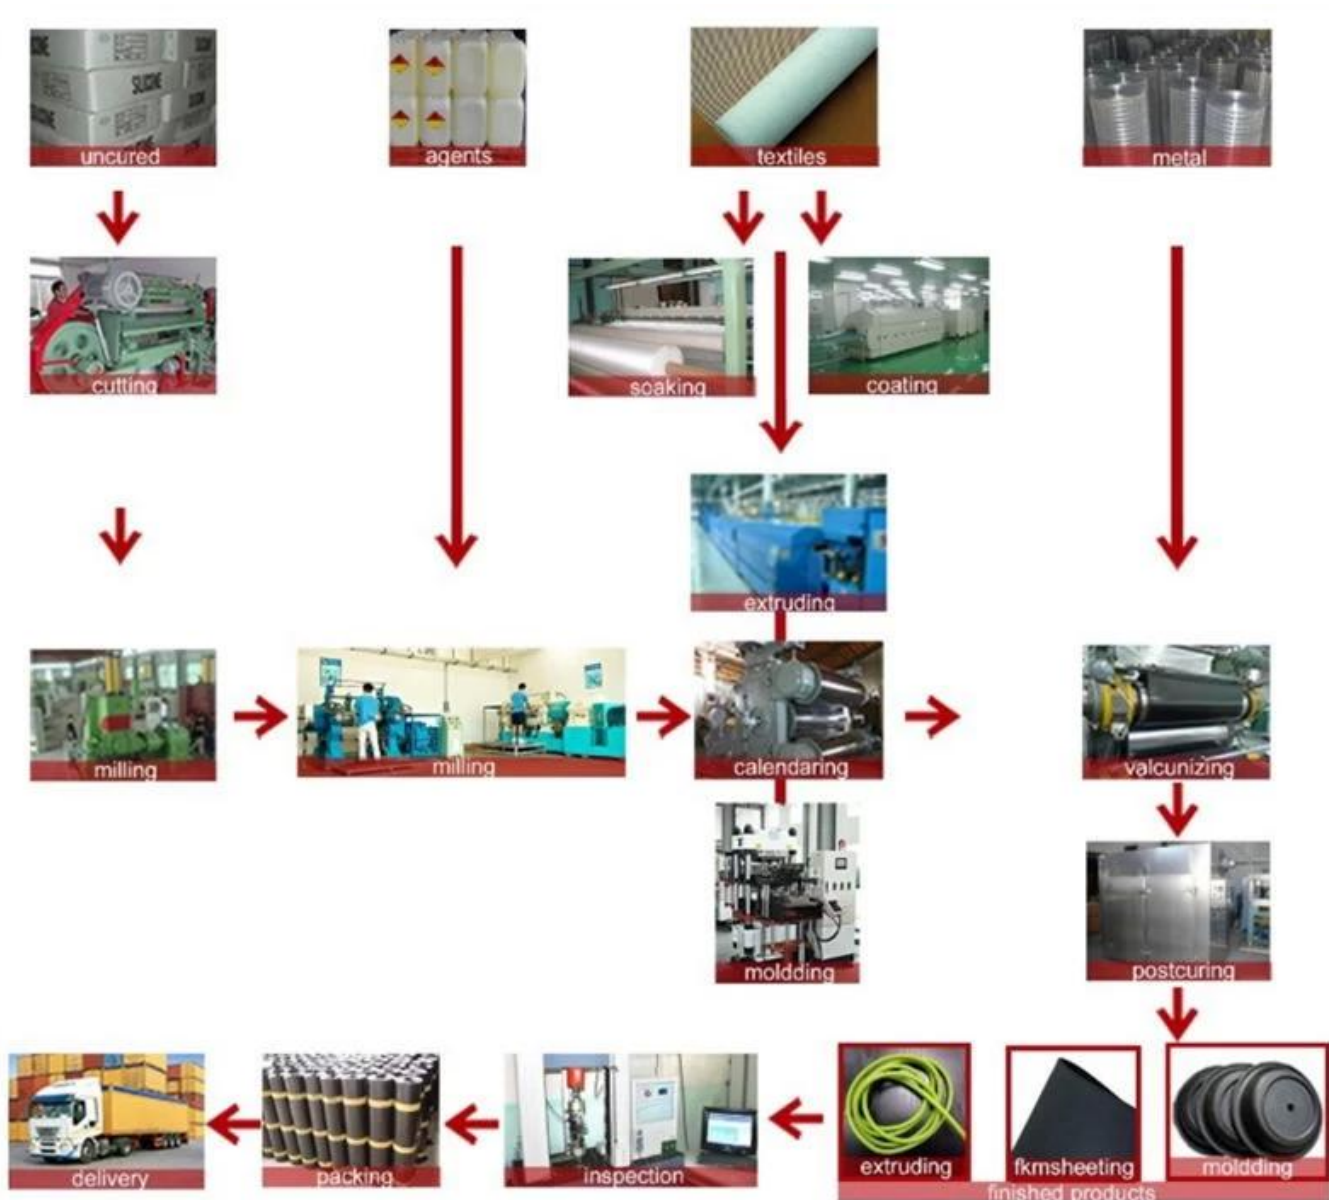 SILICONE
uncured
agents
textiles
metal
cutting
soaking
coating
extruding
milling
milling
calendaring
valcunizing
moldding
postcuring
delivery
packing
inspection
extruding
fkmsheeting
moldding
finished products